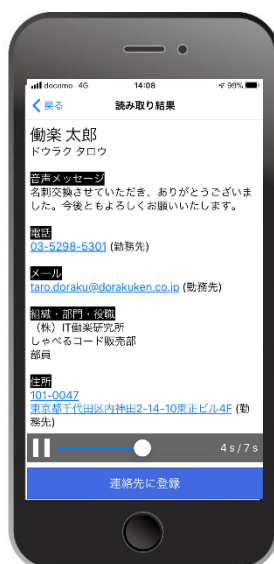 docomo 4G 14:08 99%
戻る 読み取り結果
働楽 太郎
ドウラク タロウ
音声メッセージ
名刺交換させていただき、ありがとうございま
した。今後ともよろしくお願いいたします。
電話
03-5298-5301 (勤務先)
メール
taro.doraku@dorakuken.co.jp (勤務先)
組織・部門・役職
（株）IT働楽研究所
しゃべるコード販売部
部員
住所
101-0047
東京都千代田区内神田2-14-10東正ビル4F (勤
務先)
4 s / 7 s
連絡先に登録